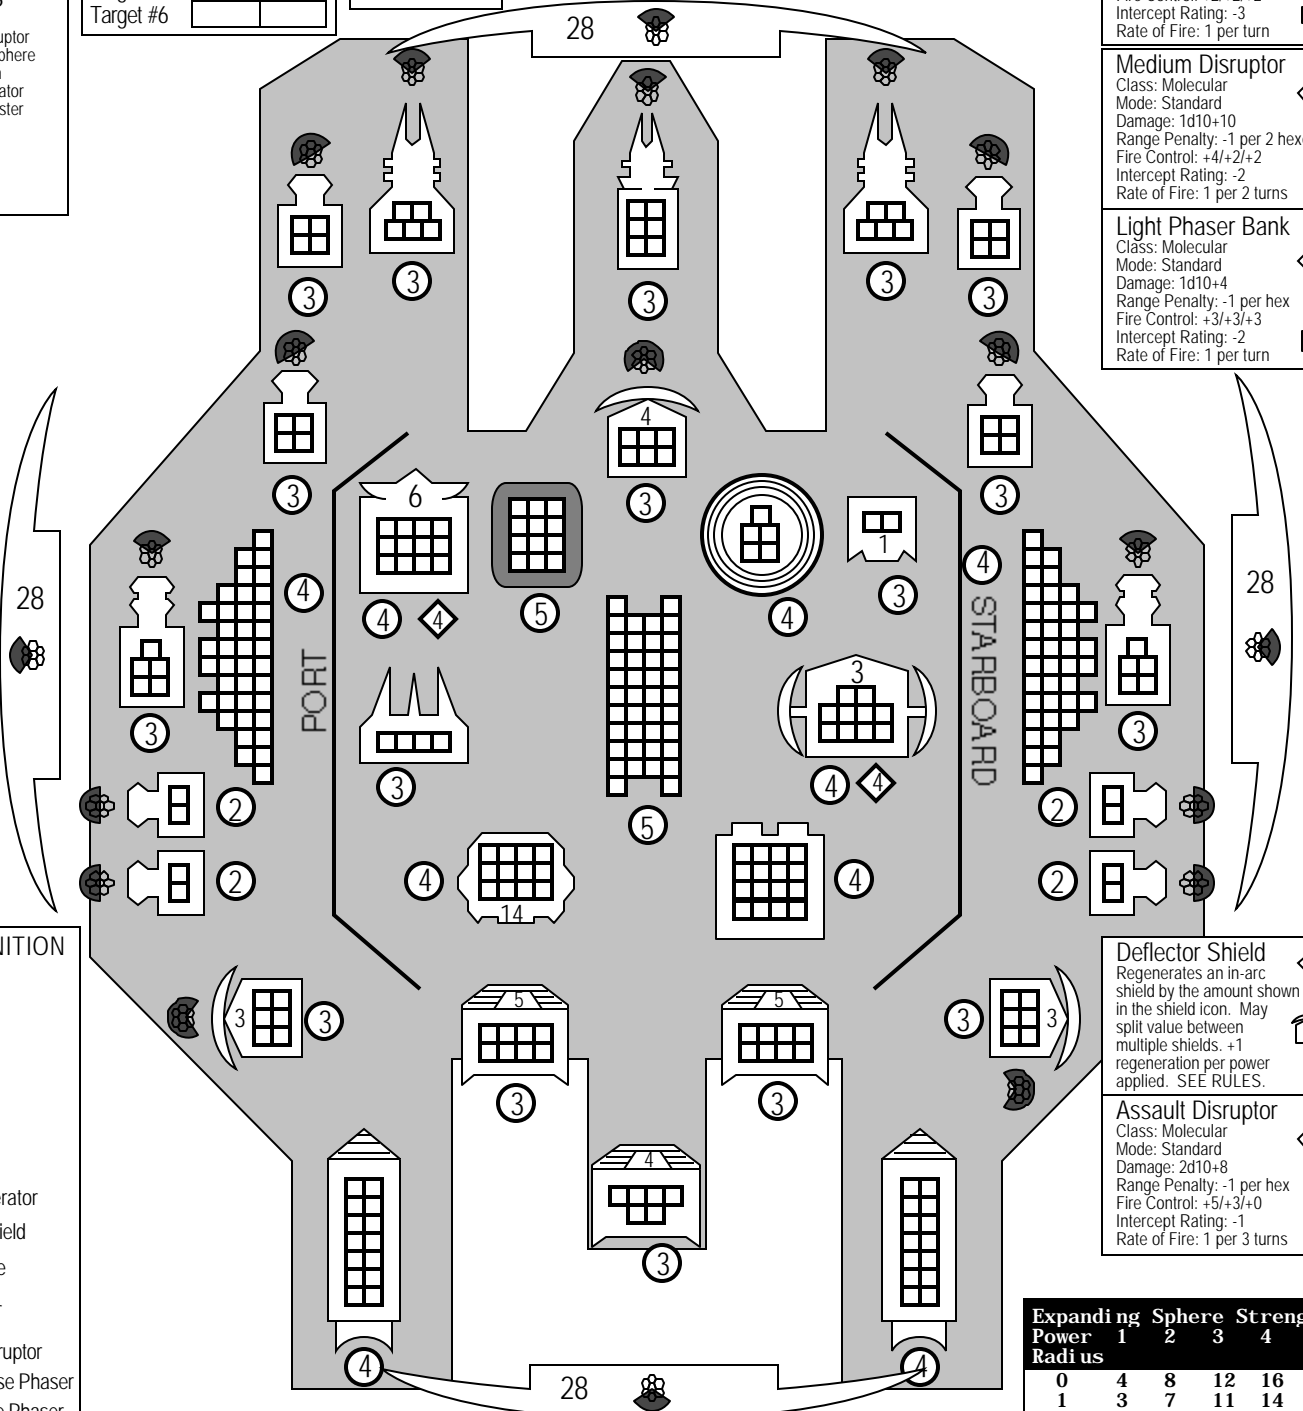 Target #6
28
Intercept Rating: -3
Rate of Fire: 1 per turn
Medium Disruptor
Class: Molecular
Mode: Standard
Damage: 1d10+10
Range Penalty: -1 per 2 hex
Fire Control: +4/+2/+2
Intercept Rating: -2
Rate of Fire: 1 per 2 turns
Light Phaser Bank
Class: Molecular
Mode: Standard
Damage: 1d10+4
Range Penalty: -1 per hex
Fire Control: +3/+3/+3
Intercept Rating: -2
Rate of Fire: 1 per turn
3
3
3
3
3
4
3
3
3
6
1
4
4
5
4
3
4
4
28
28
PORT
STARBOARD
3
3
3
4
4
3
5
2
2
2
2
4
14
4
3
3
5
5
3
3
3
3
4
3
4
4
28
NITION
Deflector Shield
Regenerates an in-arc
shield by the amount shown
in the shield icon. May
split value between
multiple shields. +1
regeneration per power
applied. SEE RULES.
Assault Disruptor
Class: Molecular
Mode: Standard
Damage: 2d10+8
Range Penalty: -1 per hex
Fire Control: +5/+3/+0
Intercept Rating: -1
Rate of Fire: 1 per 3 turns
Expanding Sphere Streng
Power 1 2 3 4
Radius
0 4 8 12 16
1 3 7 11 14